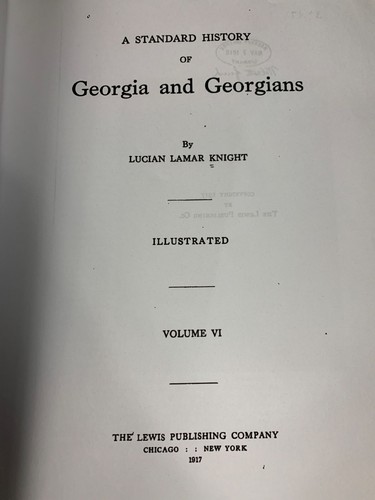 A STANDARD HISTORY
OF
Georgia and Georgians
By
LUCIAN LAMAR KNIGHT
ILLUSTRATED
VOLUME VI
THE LEWIS PUBLISHING COMPANY
CHICAGO : : NEW YORK
1917